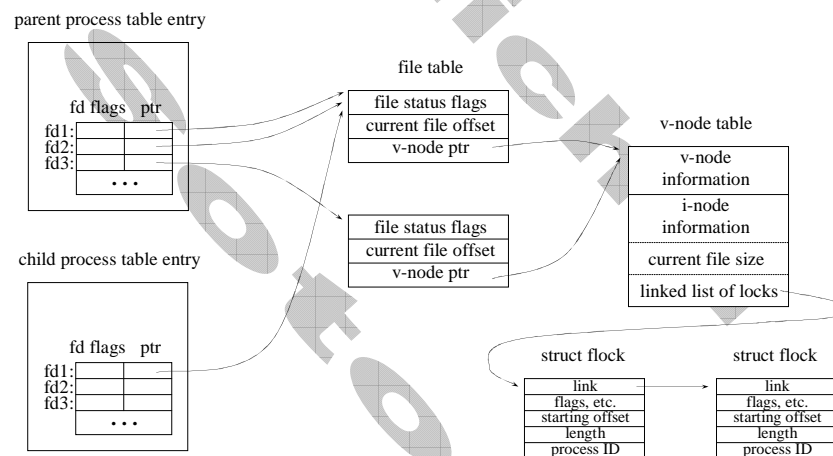 parent process table entry
fd flags ptr
fd1:
fd2:
fd3:
...
file table
file status flags
current file offset
v-node ptr
file status flags
current file offset
v-node ptr
v-node table
v-node
information
i-node
information
current file size
linked list of locks
child process table entry
fd flags ptr
fd1:
fd2:
fd3:
...
struct flock
link
flags, etc.
starting offset
length
process ID
struct flock
link
flags, etc.
starting offset
length
process ID